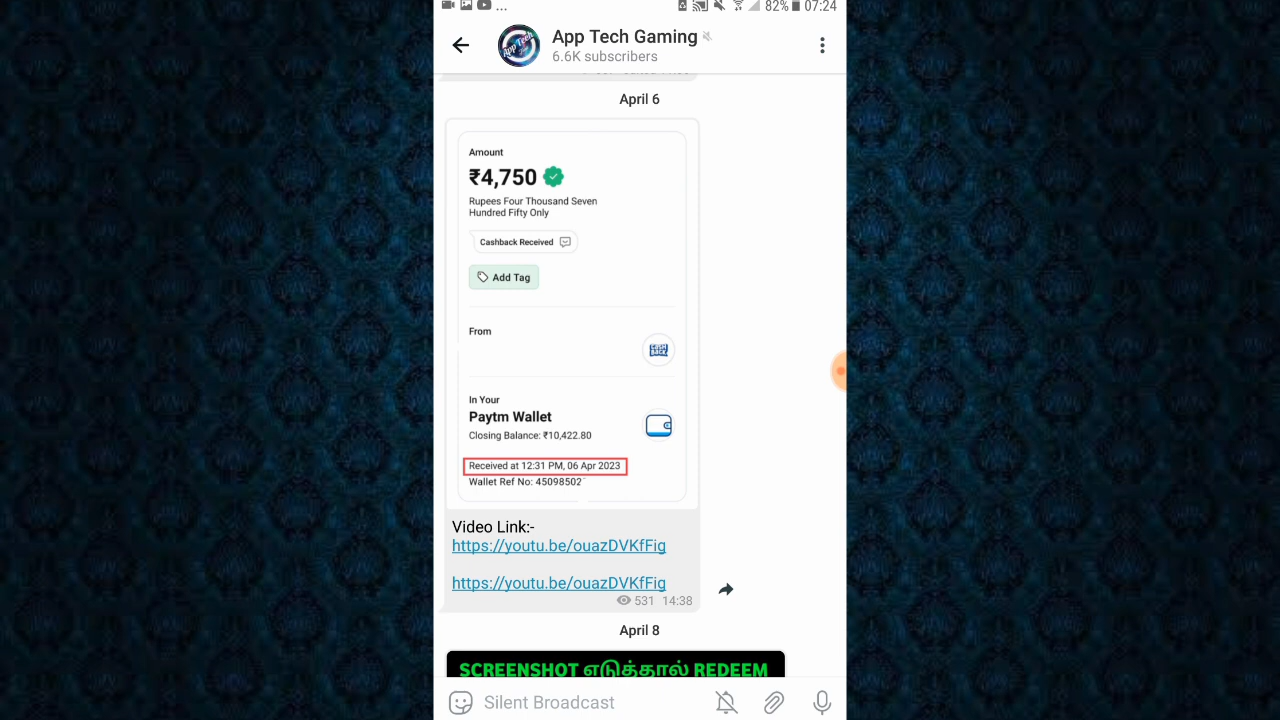 ... 82% 07:24
App Tech Gaming
6.6K subscribers
April 6
Amount
₹4,750
Rupees Four Thousand Seven
Hundred Fifty Only
Cashback Received
Add Tag
From
In Your
Paytm Wallet
Closing Balance: ₹10,422.80
Received at 12:31 PM, 06 Apr 2023
Wallet Ref No: 45098502
Video Link:-
https://youtu.be/ouazDVKfFig
https://youtu.be/ouazDVKfFig
531 14:38
April 8
SCREENSHOT எடுத்தால் REDEEM
Silent Broadcast